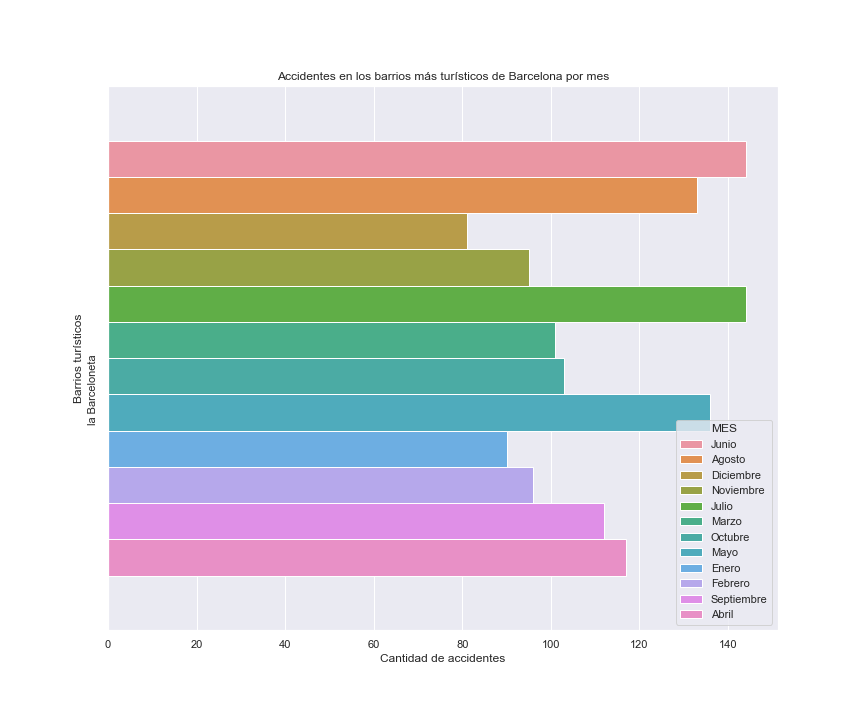 Accidentes en los barrios más turísticos de Barcelona por mes
Barrios turísticos
la Barceloneta
MES
Junio
Agosto
Diciembre
Noviembre
Julio
Marzo
Octubre
Mayo
Enero
Febrero
Septiembre
Abril
0 20 40 60 80 100 120 140
Cantidad de accidentes